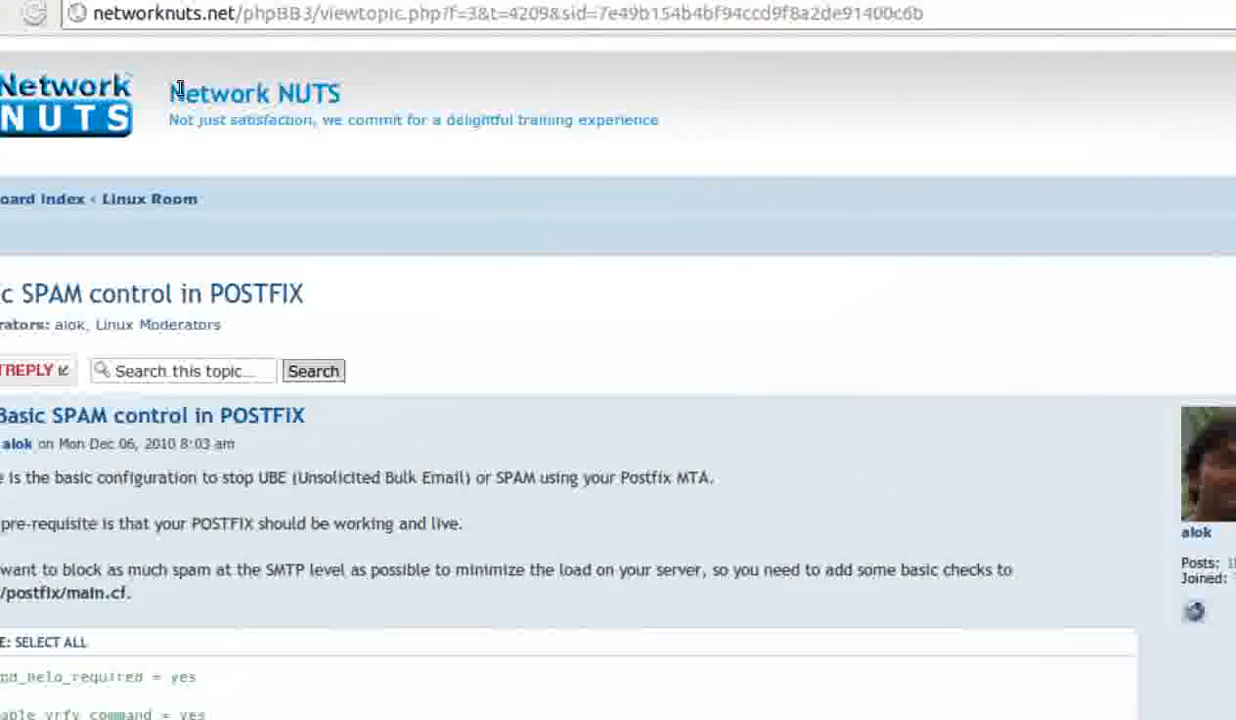 networknuts.net/phpBB3/viewtopic.php?f=3&t=4209&sid=7e49b154b4bf94ccd9f8a2de91400c6b
Network
NUTS
Network NUTS
Not just satisfaction, we commit for a delightful training experience
oard Index ‹ Linux Room
c SPAM control in POSTFIX
rators: alok, Linux Moderators
TREPLY
Search this topic...
Search
Basic SPAM control in POSTFIX
alok on Mon Dec 06, 2010 8:03 am
e is the basic configuration to stop UBE (Unsolicited Bulk Email) or SPAM using your Postfix MTA.
pre-requisite is that your POSTFIX should be working and live.
want to block as much spam at the SMTP level as possible to minimize the load on your server, so you need to add some basic checks to
/postfix/main.cf.
alok
Posts:
Joined:
E: SELECT ALL
nd_helo_required = yes
able_vrfy_command = yes